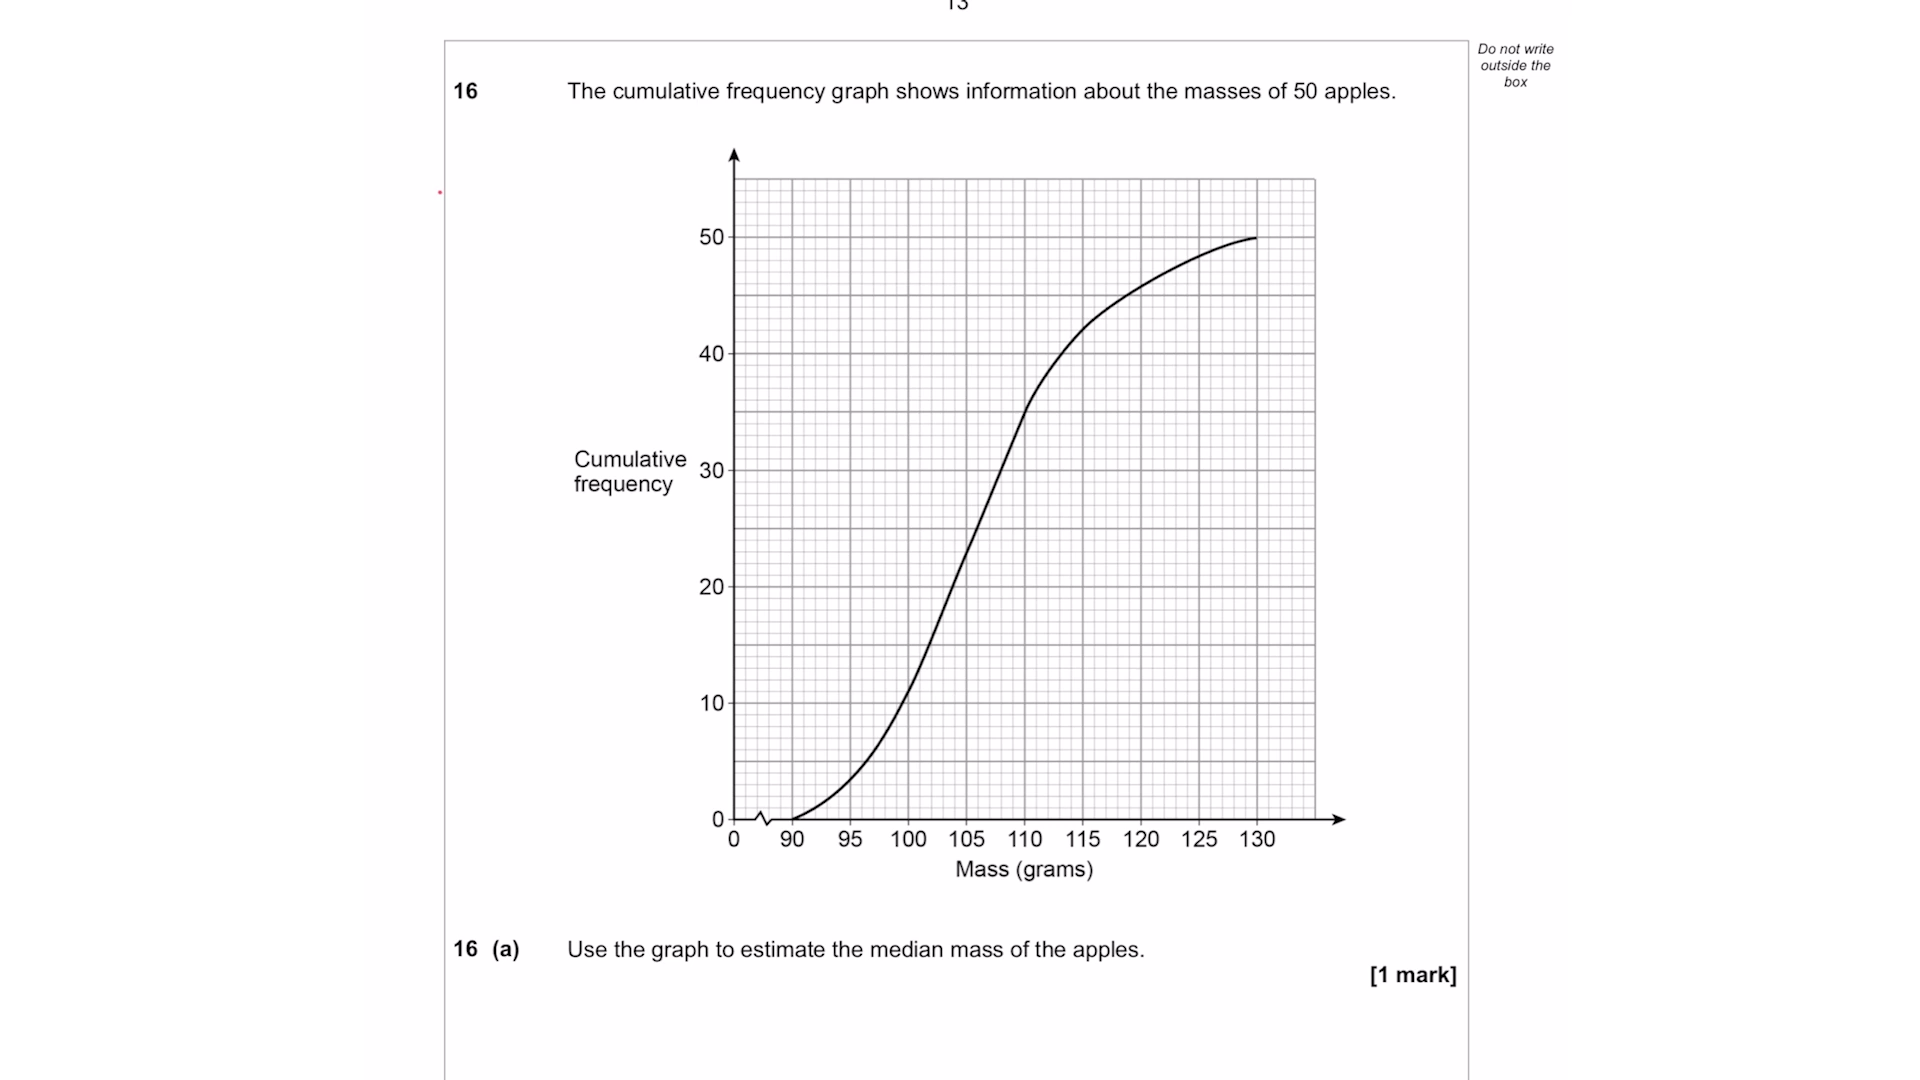 13
Do not write
outside the
box
16 The cumulative frequency graph shows information about the masses of 50 apples.
50
40
Cumulative
frequency
30
20
10
0
0 90 95 100 105 110 115 120 125 130
Mass (grams)
16 (a) Use the graph to estimate the median mass of the apples.
[1 mark]